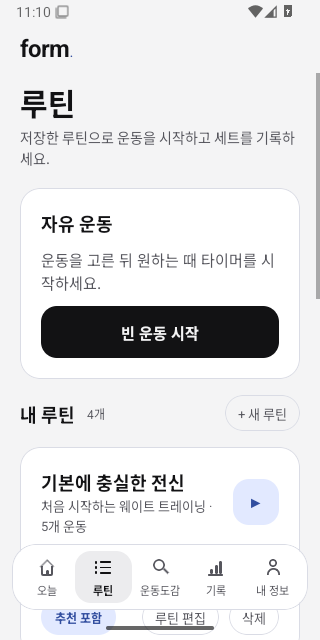 11:10
form.
루틴
저장한 루틴으로 운동을 시작하고 세트를 기록하
세요.
자유 운동
운동을 고른 뒤 원하는 때 타이머를 시
작하세요.
빈 운동 시작
내 루틴 4개
+ 새 루틴
기본에 충실한 전신
처음 시작하는 웨이트 트레이닝 ·
5개 운동
추천 포함
루틴 편집
삭제
오늘
루틴
운동도감
기록
내 정보